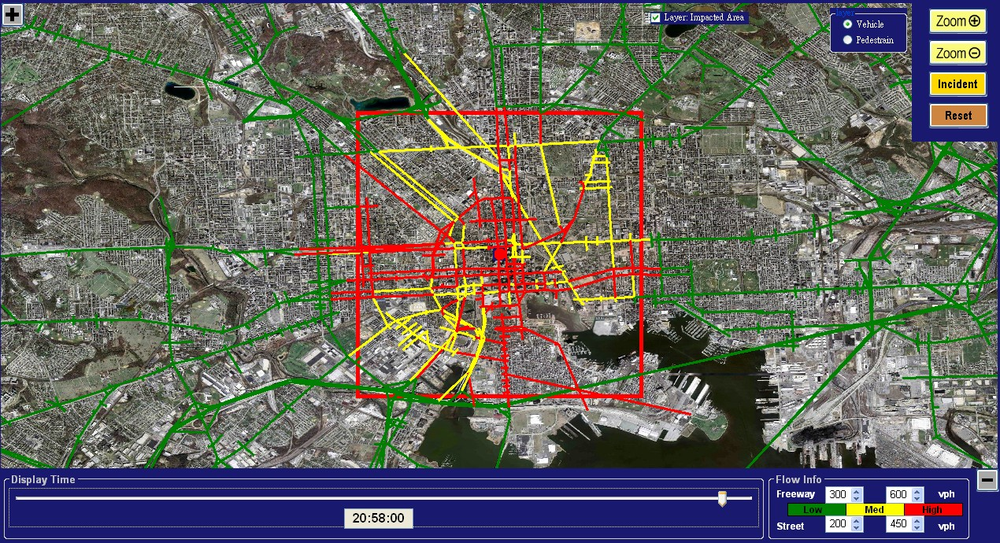 Layer: Impacted Area
layer
Vehicle
Pedestrain
Zoom
Zoom
Incident
Reset
Display Time
20:58:00
Flow Info
Freeway 300 600 vph
Low Med High
Street 200 450 vph